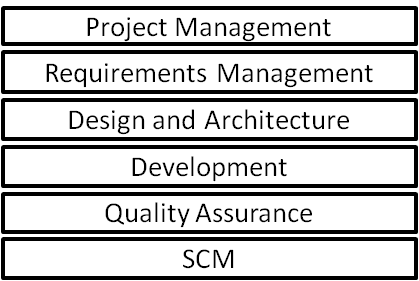 Project Management
Requirements Management
Design and Architecture
Development
Quality Assurance
SCM